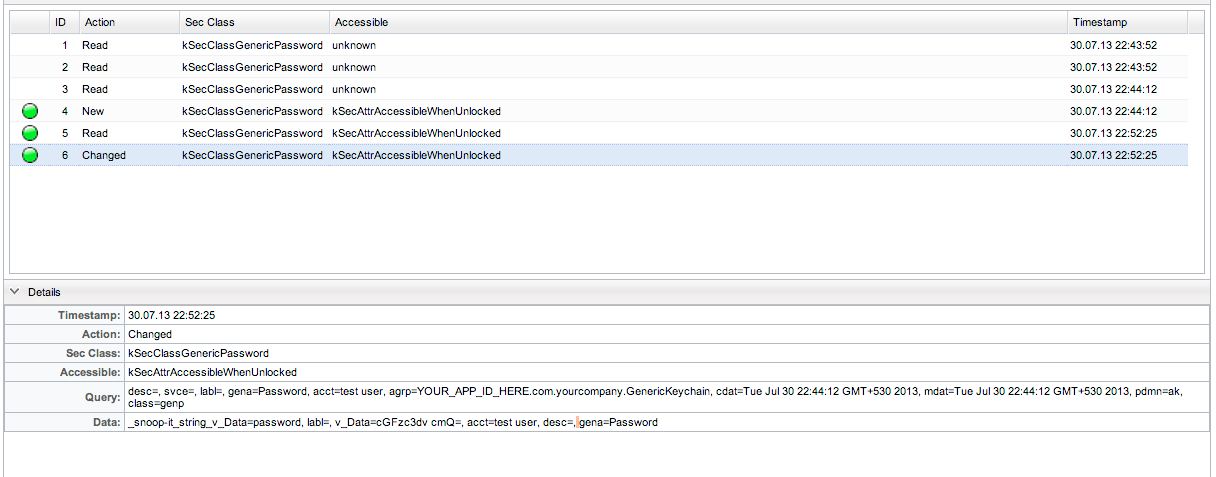 ID Action Sec Class Accessible Timestamp
1 Read kSecClassGenericPassword unknown 30.07.13 22:43:52
2 Read kSecClassGenericPassword unknown 30.07.13 22:43:52
3 Read kSecClassGenericPassword unknown 30.07.13 22:44:12
4 New kSecClassGenericPassword kSecAttrAccessibleWhenUnlocked 30.07.13 22:44:12
5 Read kSecClassGenericPassword kSecAttrAccessibleWhenUnlocked 30.07.13 22:52:25
6 Changed kSecClassGenericPassword kSecAttrAccessibleWhenUnlocked 30.07.13 22:52:25
Details
Timestamp: 30.07.13 22:52:25
Action: Changed
Sec Class: kSecClassGenericPassword
Accessible: kSecAttrAccessibleWhenUnlocked
Query: desc=, svce=, labl=, gena=Password, acct=test user, agrp=YOUR_APP_ID_HERE.com.yourcompany.GenericKeychain, cdat=Tue Jul 30 22:44:12 GMT+530 2013, mdat=Tue Jul 30 22:44:12 GMT+530 2013, pdmn=ak,
class=genp
Data: _snoop-it_string_v_Data=password, labl=, v_Data=cGFzc3dv cmQ=, acct=test user, desc=, gena=Password